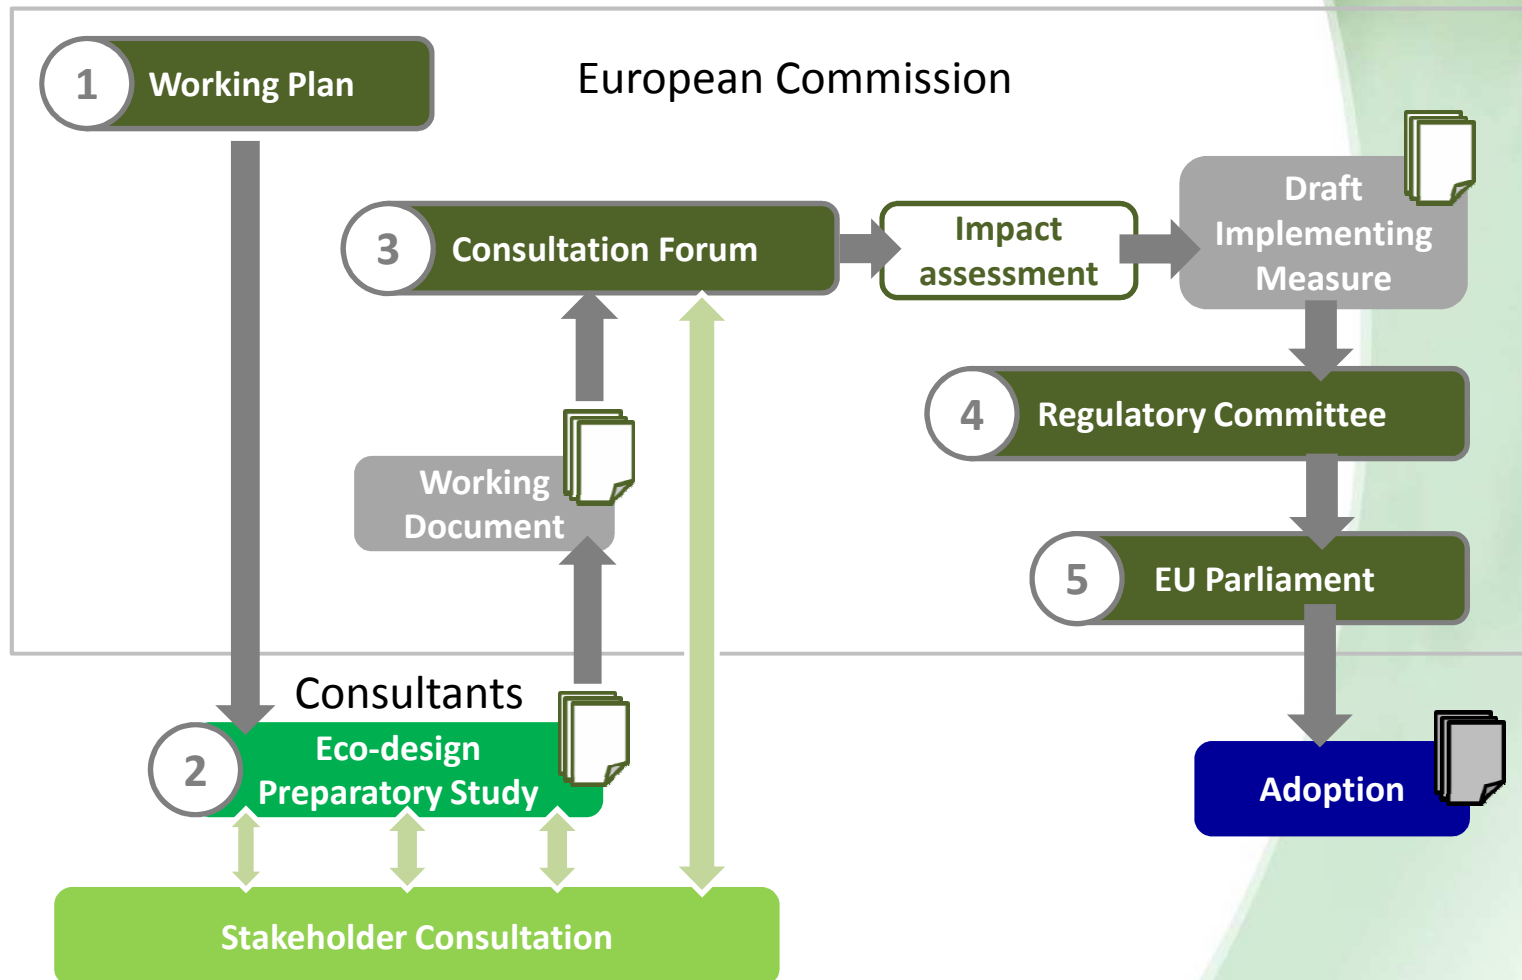 1
Working Plan
European Commission
3
Consultation Forum
Impact
assessment
Draft
Implementing
Measure
4
Regulatory Committee
Working
Document
5
EU Parliament
Consultants
2
Eco-design
Preparatory Study
Adoption
Stakeholder Consultation